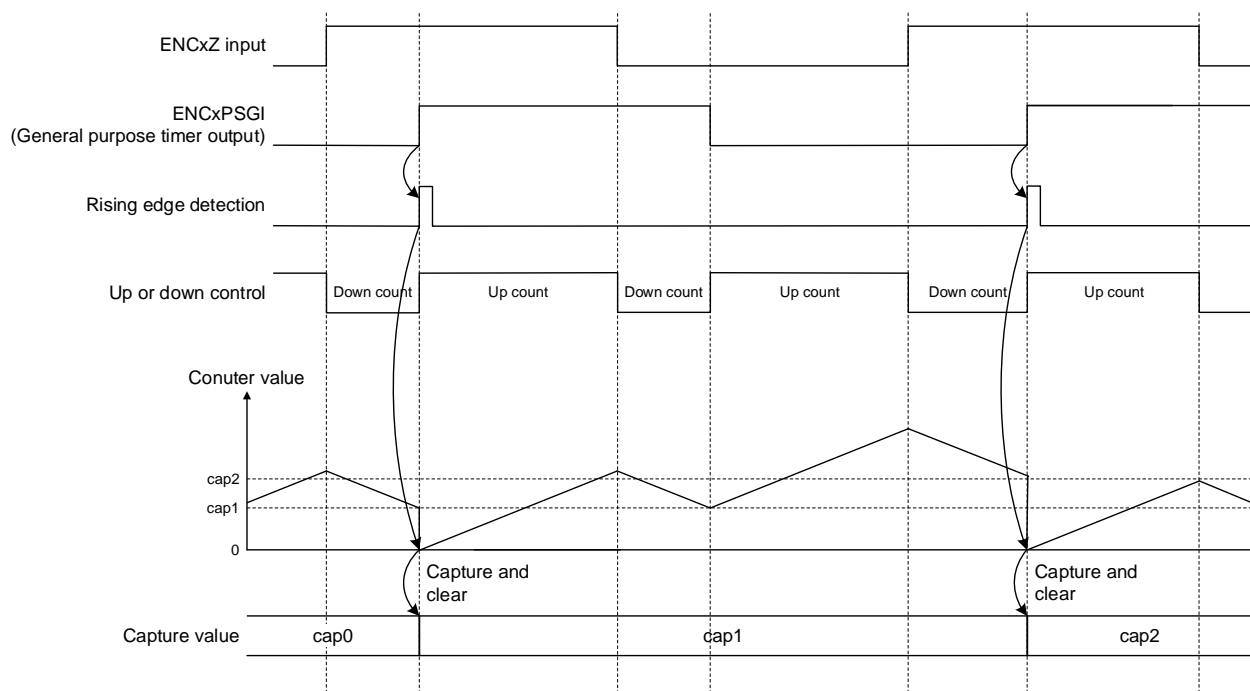 ENCxZ input
ENCxPSGI
(General purpose timer output)
Rising edge detection
Up or down control
Down count
Up count
Down count
Up count
Down count
Up count
Conuter value
cap2
cap1
0
Capture and
clear
Capture and
clear
Capture value
cap0
cap1
cap2